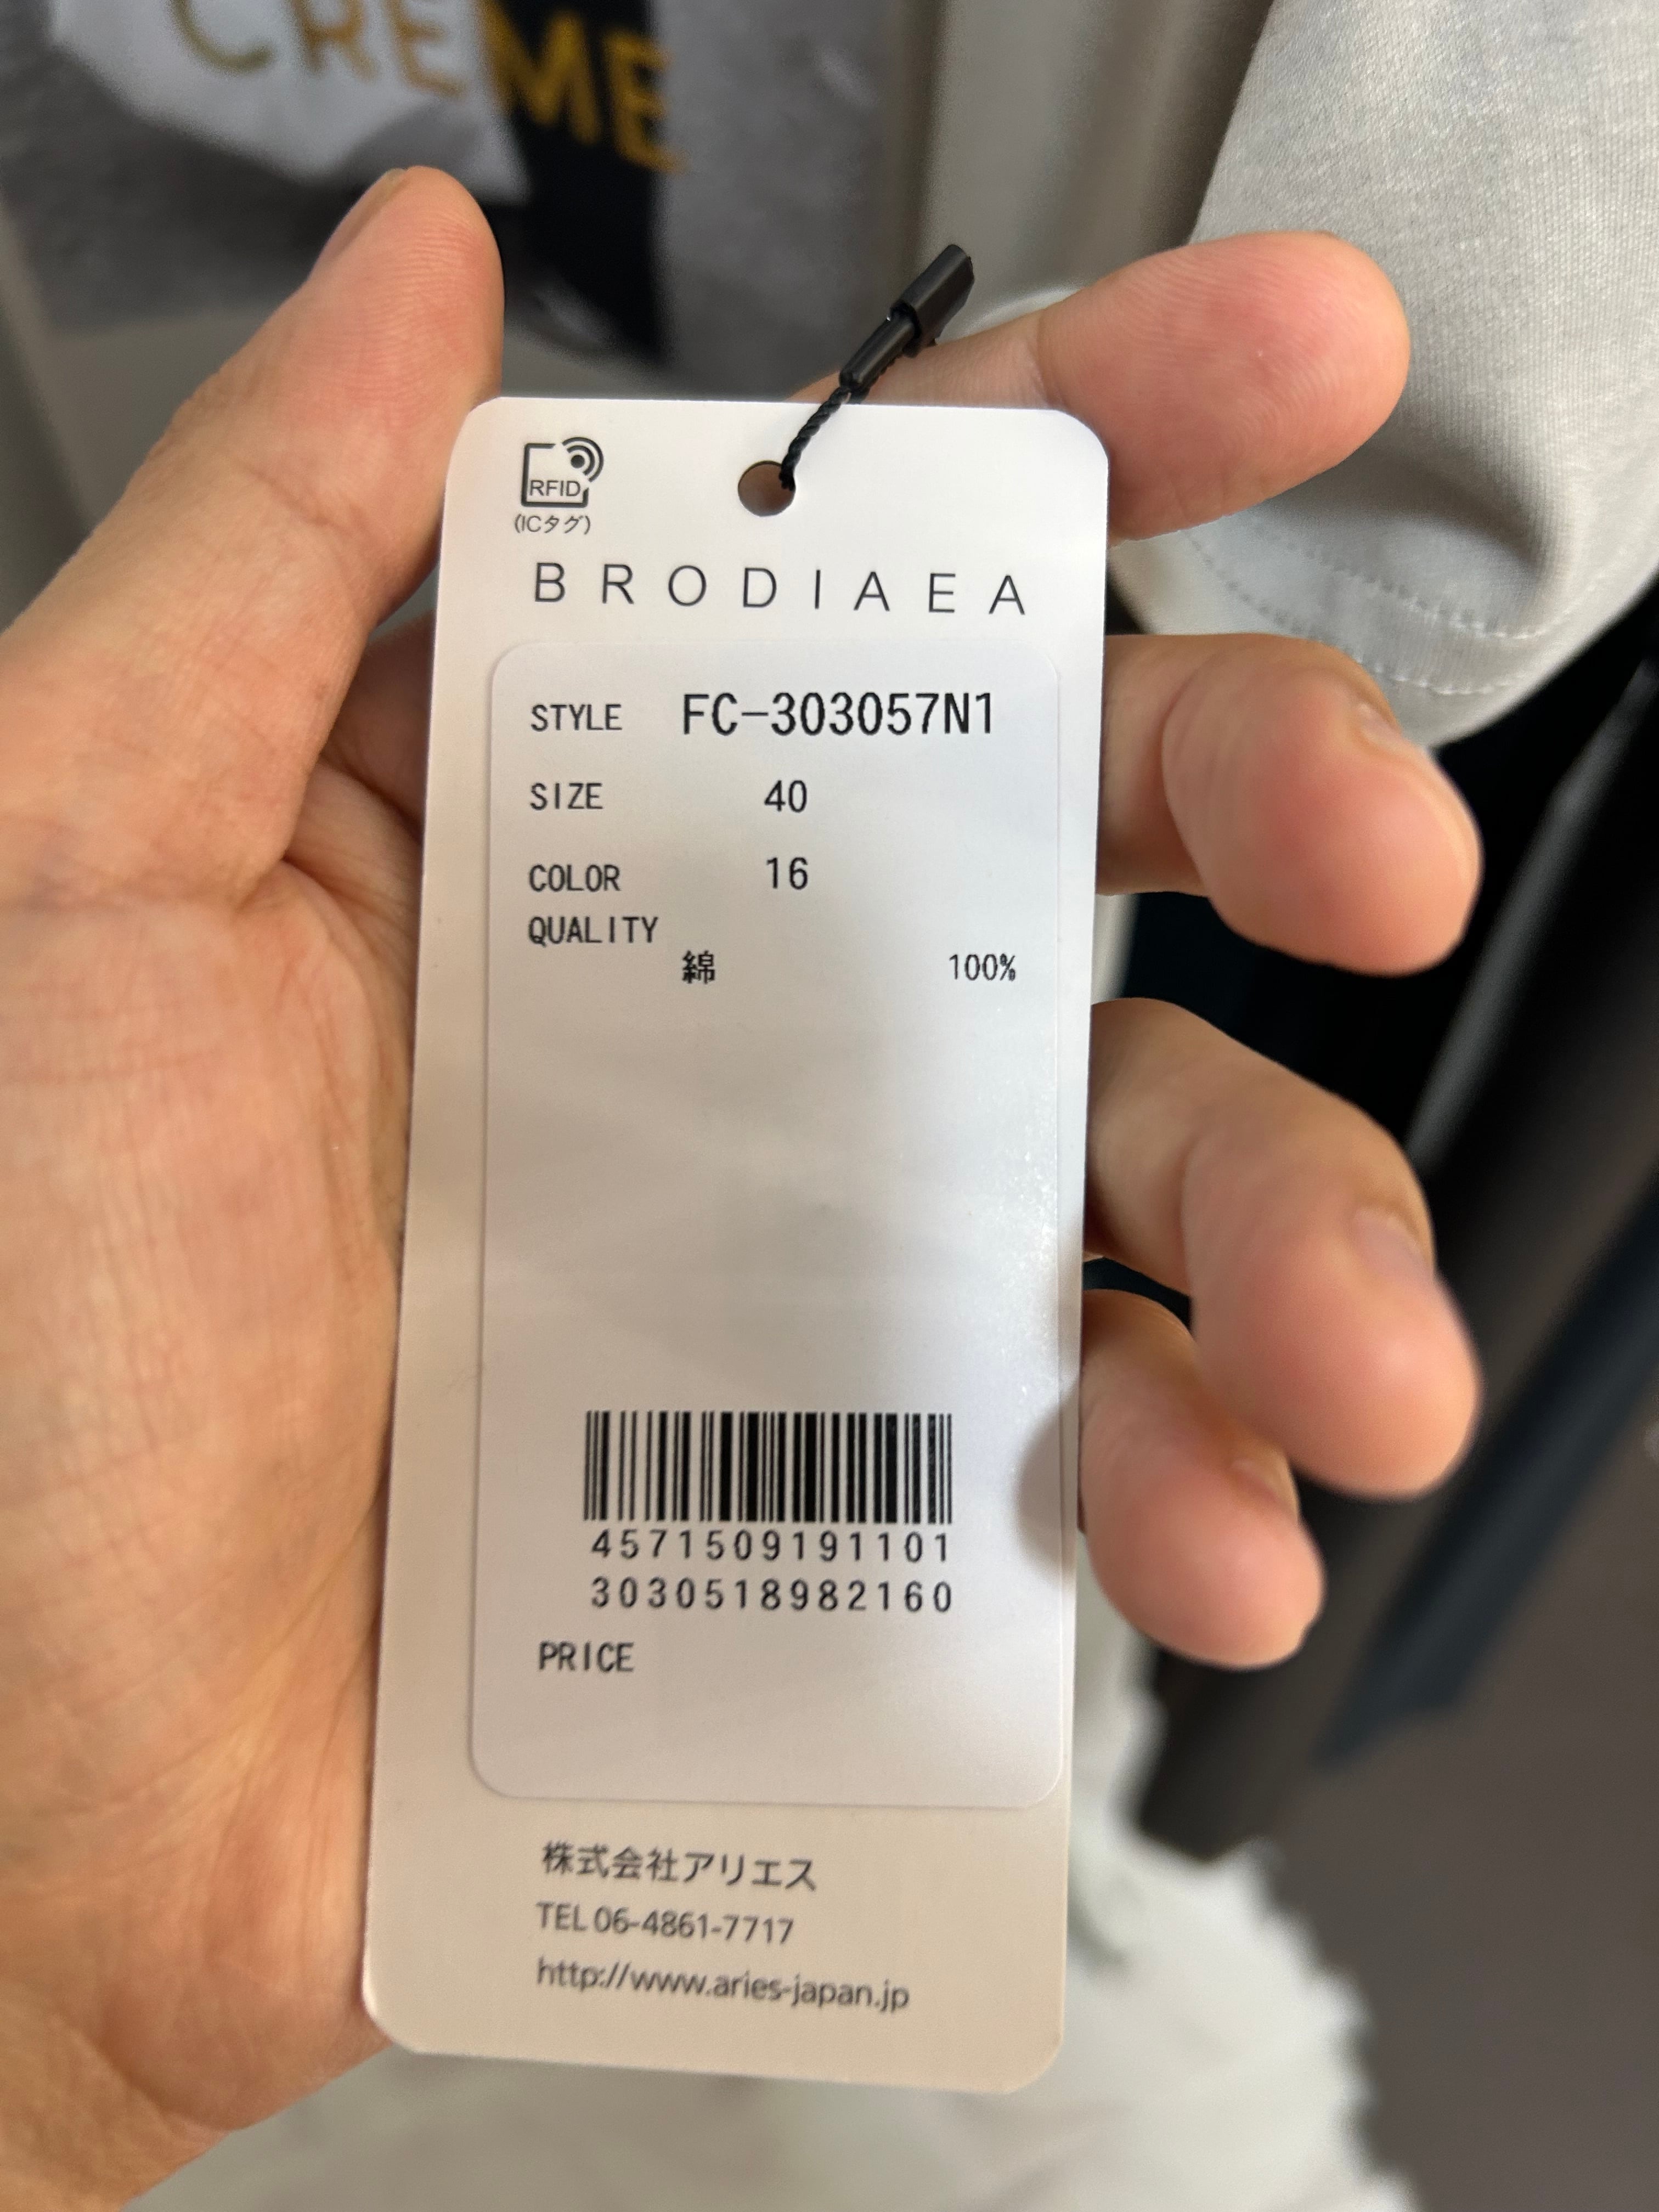 CREME
RFID
(ICタグ)
BRODIAEA
STYLE FC-303057N1
SIZE 40
COLOR 16
QUALITY
綿 100%
4571509191101
3030518982160
PRICE
株式会社アリエス
TEL 06-4861-7717
http://www.aries-japan.jp